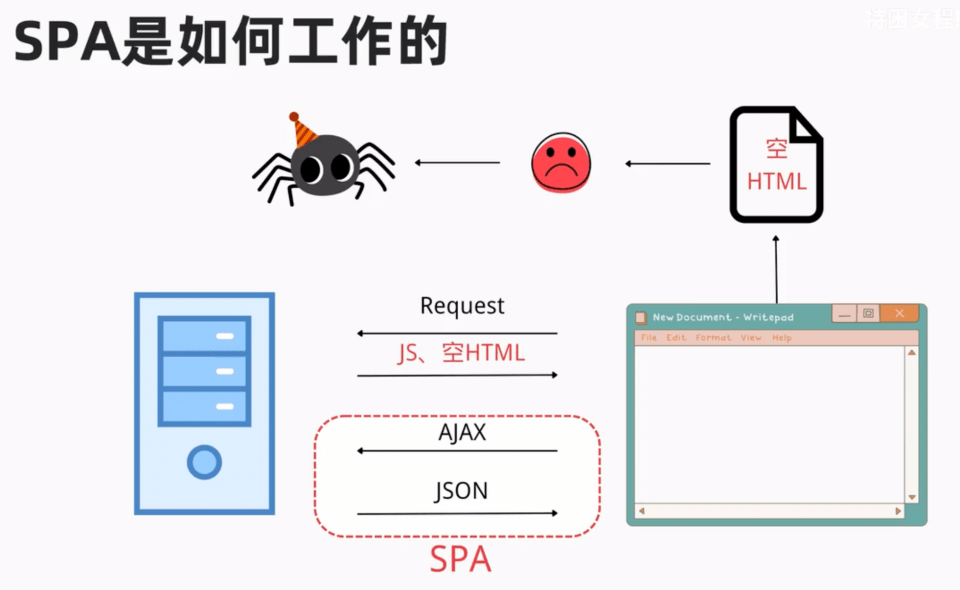 SPA是如何工作的
空
HTML
Request
JS、空HTML
New Document - Writepad
File Edit Format View Help
AJAX
JSON
SPA